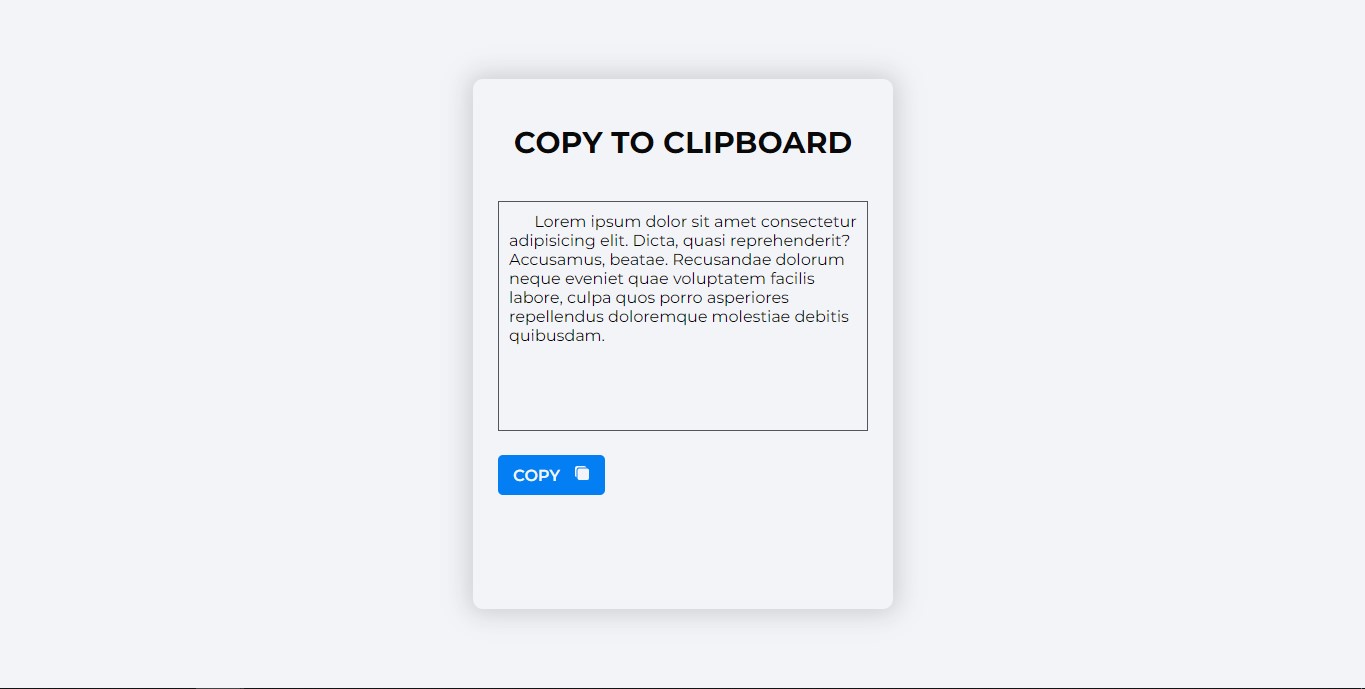 COPY TO CLIPBOARD
Lorem ipsum dolor sit amet consectetur
adipisicing elit. Dicta, quasi reprehenderit?
Accusamus, beatae. Recusandae dolorum
neque eveniet quae voluptatem facilis
labore, culpa quos porro asperiores
repellendus doloremque molestiae debitis
quibusdam.
COPY